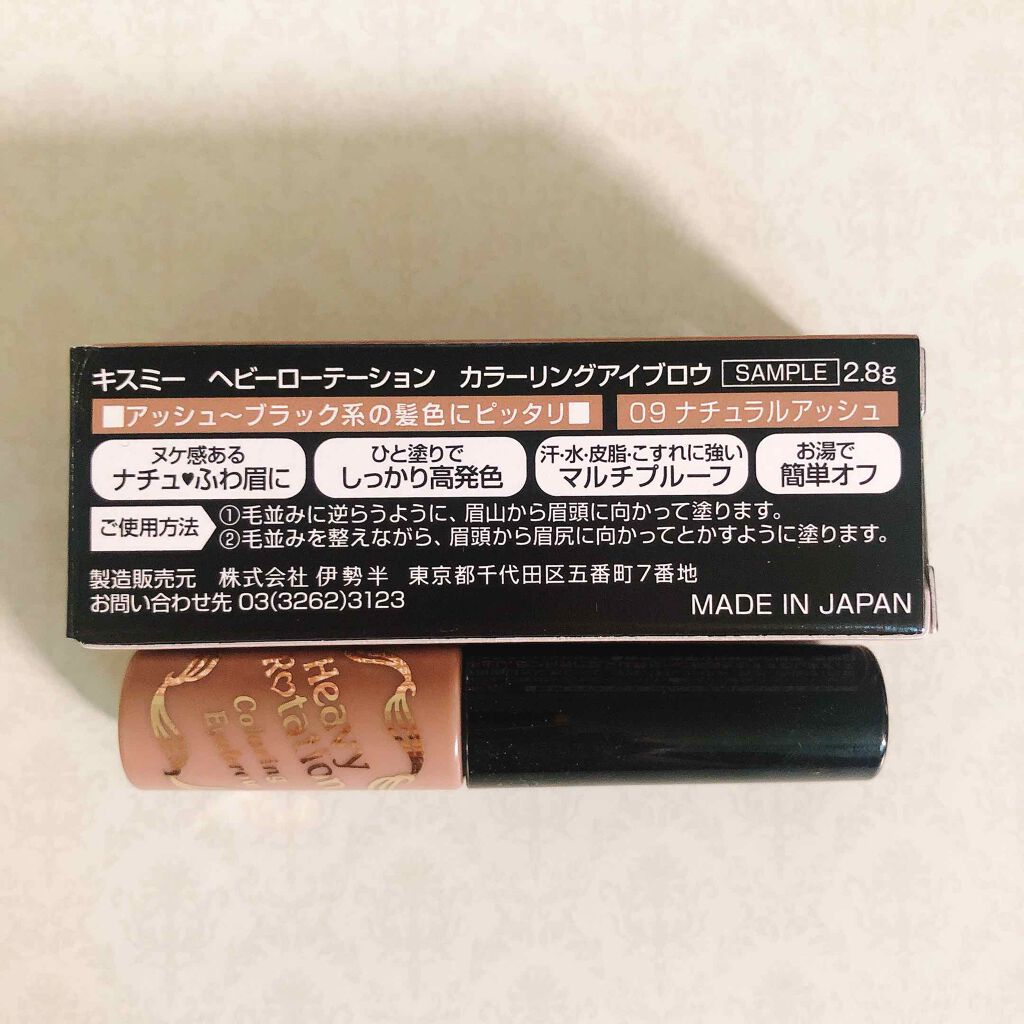 キスミー ヘビーローテーション カラーリングアイブロウ SAMPLE 2.8g
■アッシュ～ブラック系の髪色にピッタリ■ 09 ナチュラルアッシュ
ヌケ感ある
ナチュ♥ふわ眉に
ひと塗りで
しっかり高発色
汗・水・皮脂・こすれに強い
マルチプルーフ
お湯で
簡単オフ
ご使用方法
①毛並みに逆らうように、眉山から眉頭に向かって塗ります。
②毛並みを整えながら、眉頭から眉尻に向かってとかすように塗ります。
製造販売元 株式会社 伊勢半 東京都千代田区五番町7番地
お問い合わせ先 03(3262)3123
MADE IN JAPAN
Heavy
R♥tation
Coloring
Eyebrow